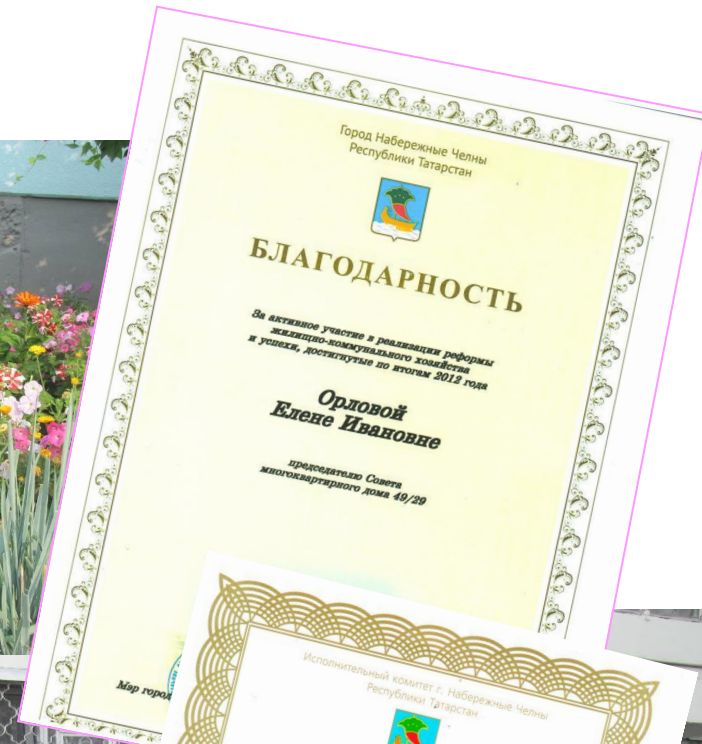 Город Набережные Челны
Республики Татарстан
БЛАГОДАРНОСТЬ
За активное участие в реализации реформы
жилищно-коммунального хозяйства
и успехи, достигнутые по итогам 2012 года
Орловой
Елене Ивановне
председателю Совета
многоквартирного дома 49/29
Мэр город
Исполнительный комитет г. Набережные Челны
Республики Татарстан